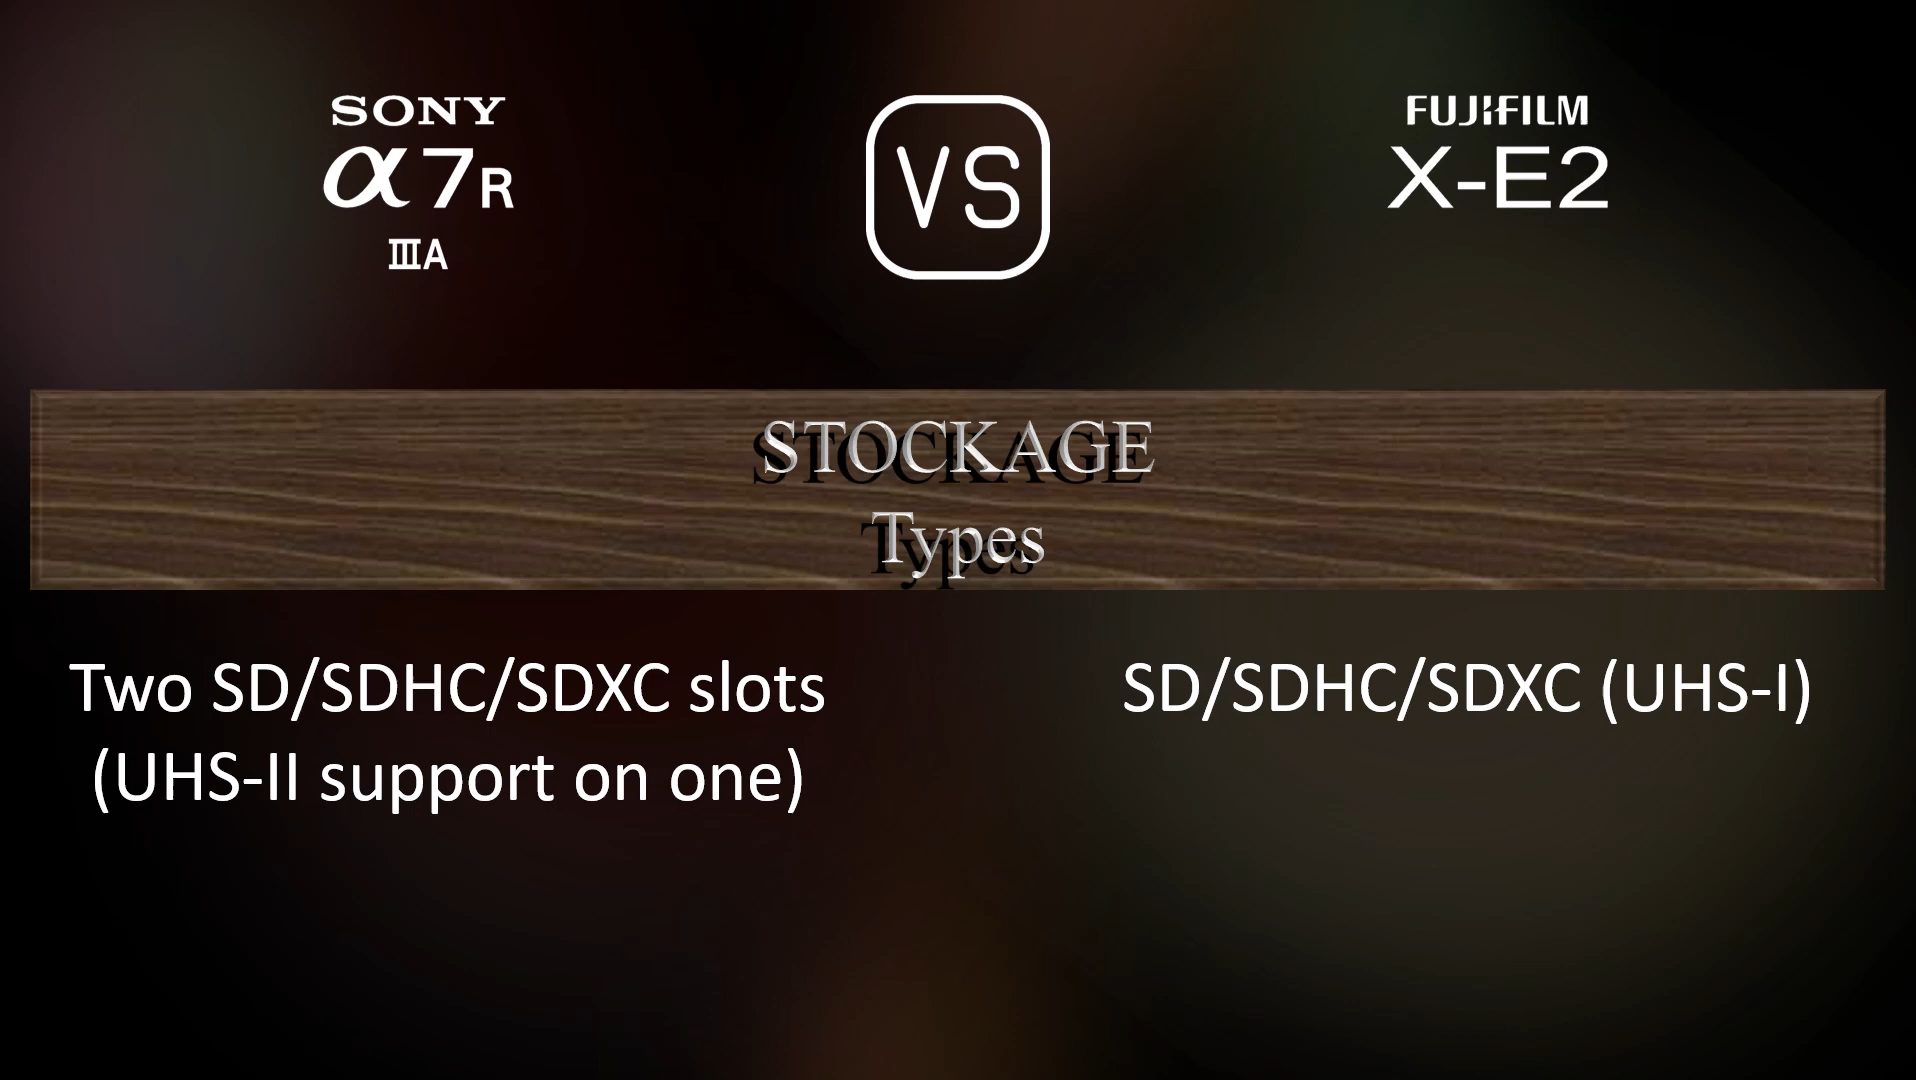 SONY
α7R
IIIA
VS
FUJIFILM
X-E2
STOCKAGE
Types
Two SD/SDHC/SDXC slots
(UHS-II support on one)
SD/SDHC/SDXC (UHS-I)